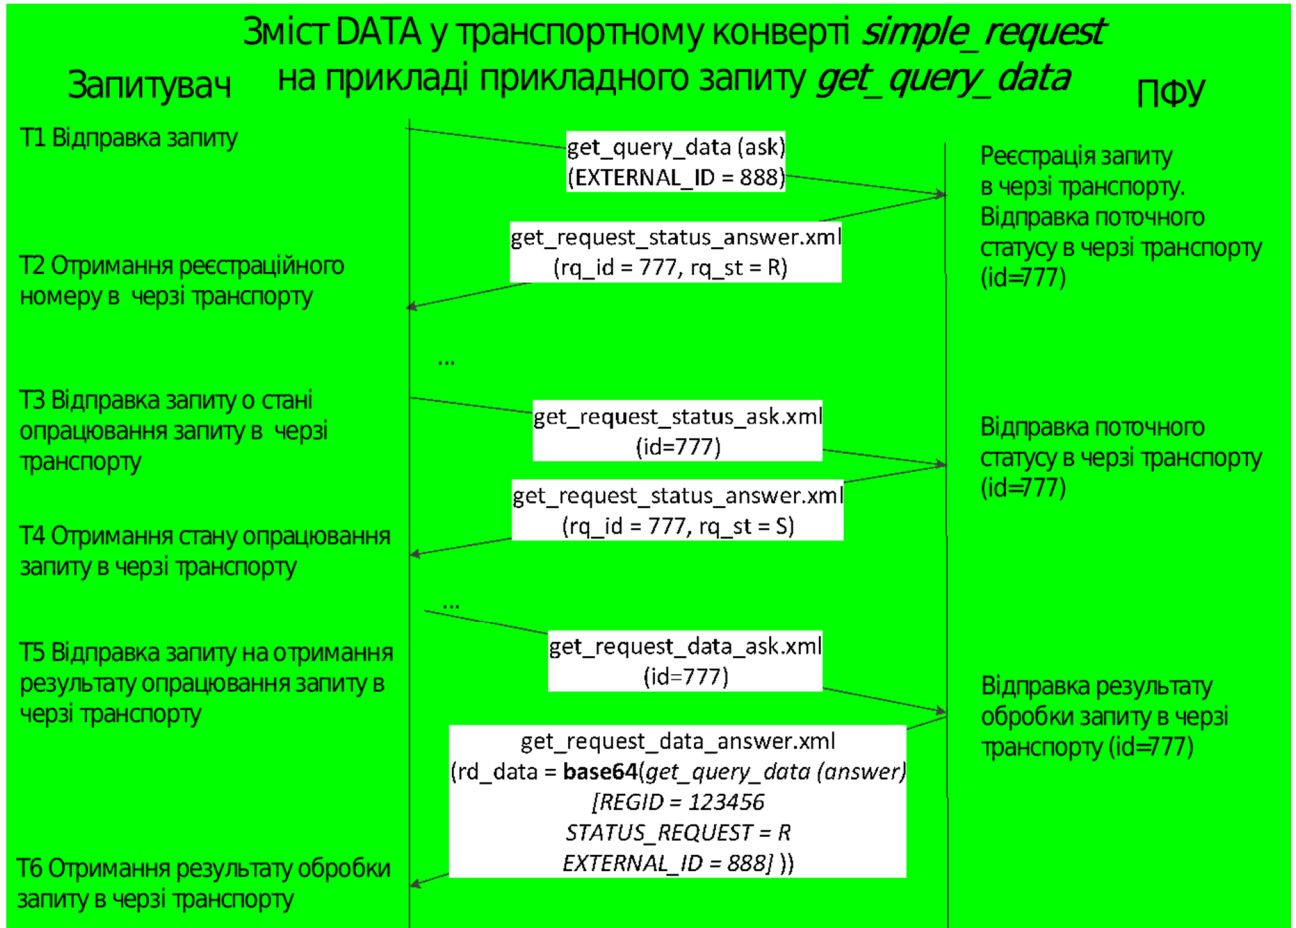 Зміст DATA у транспортному конверті simple_request
на прикладі прикладного запиту get_query_data
Запитувач
ПФУ
T1 Відправка запиту
get_query_data (ask)
(EXTERNAL_ID = 888)
Реєстрація запиту
в черзі транспорту.
Відправка поточного
статусу в черзі транспорту
(id=777)
get_request_status_answer.xml
(rq_id = 777, rq_st = R)
T2 Отримання реєстраційного
номеру в черзі транспорту
...
T3 Відправка запиту о стані
опрацювання запиту в черзі
транспорту
get_request_status_ask.xml
(id=777)
Відправка поточного
статусу в черзі транспорту
(id=777)
get_request_status_answer.xml
(rq_id = 777, rq_st = S)
T4 Отримання стану опрацювання
запиту в черзі транспорту
...
T5 Відправка запиту на отримання
результату опрацювання запиту в
черзі транспорту
get_request_data_ask.xml
(id=777)
Відправка результату
обробки запиту в черзі
транспорту (id=777)
get_request_data_answer.xml
(rd_data = base64(get_query_data (answer)
[REGID = 123456
STATUS_REQUEST = R
EXTERNAL_ID = 888] ))
T6 Отримання результату обробки
запиту в черзі транспорту